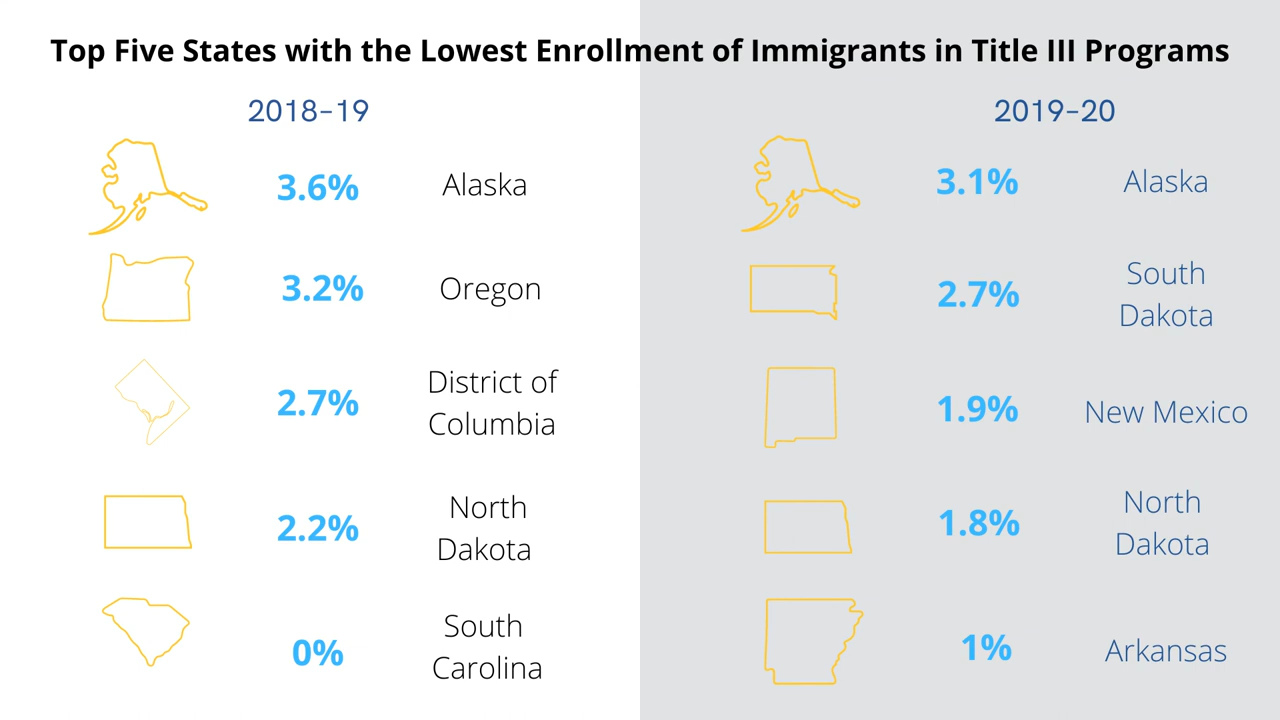 Top Five States with the Lowest Enrollment of Immigrants in Title III Programs
2018–19
3.6%
Alaska
3.2%
Oregon
2.7%
District of
Columbia
2.2%
North
Dakota
0%
South
Carolina
2019–20
3.1%
Alaska
2.7%
South
Dakota
1.9%
New Mexico
1.8%
North
Dakota
1%
Arkansas